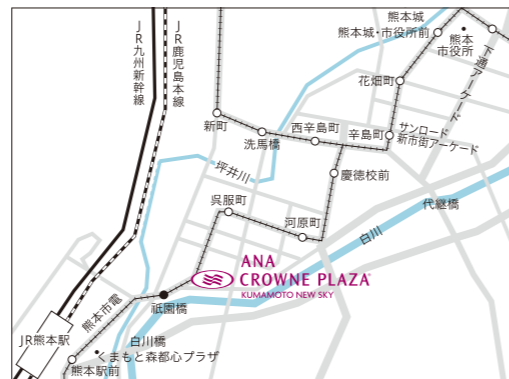 JR九州新幹線
JR鹿児島本線
熊本城
熊本城・市役所前
熊本
市役所
下通アーケード
花畑町
新町
洗馬橋
西辛島町
辛島町
サンロード
新市街アーケード
坪井川
慶徳校前
呉服町
代継橋
河原町
白川
ANA
CROWNE PLAZA
KUMAMOTO NEW SKY
熊本市電
祇園橋
JR熊本駅
白川橋
くまもと森都心プラザ
熊本駅前